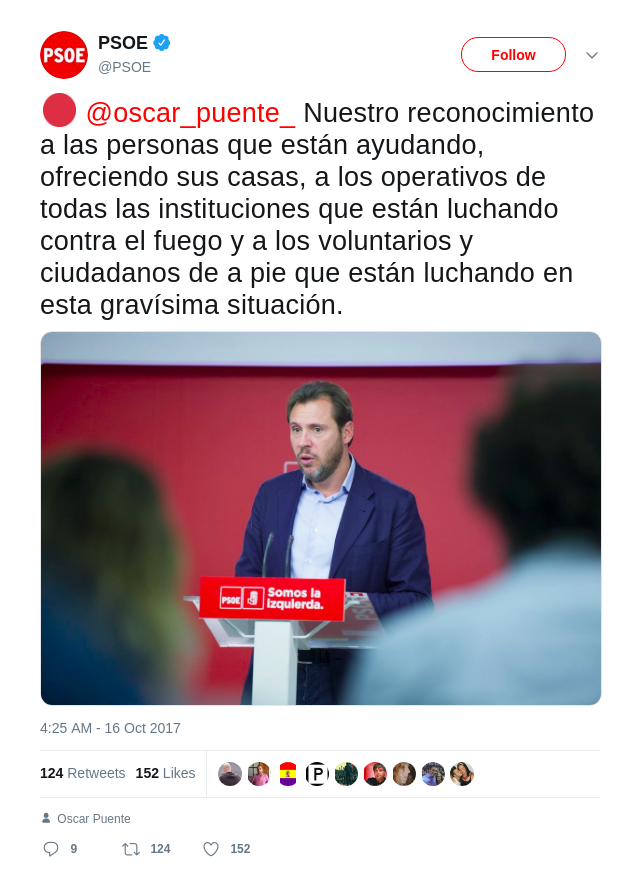 PSOE
PSOE
@PSOE
Follow
@oscar_puente_ Nuestro reconocimiento
a las personas que están ayudando,
ofreciendo sus casas, a los operativos de
todas las instituciones que están luchando
contra el fuego y a los voluntarios y
ciudadanos de a pie que están luchando en
esta gravísima situación.
PSOE Somos la
Izquierda.
4:25 AM - 16 Oct 2017
124 Retweets 152 Likes
P
Oscar Puente
9 124 152